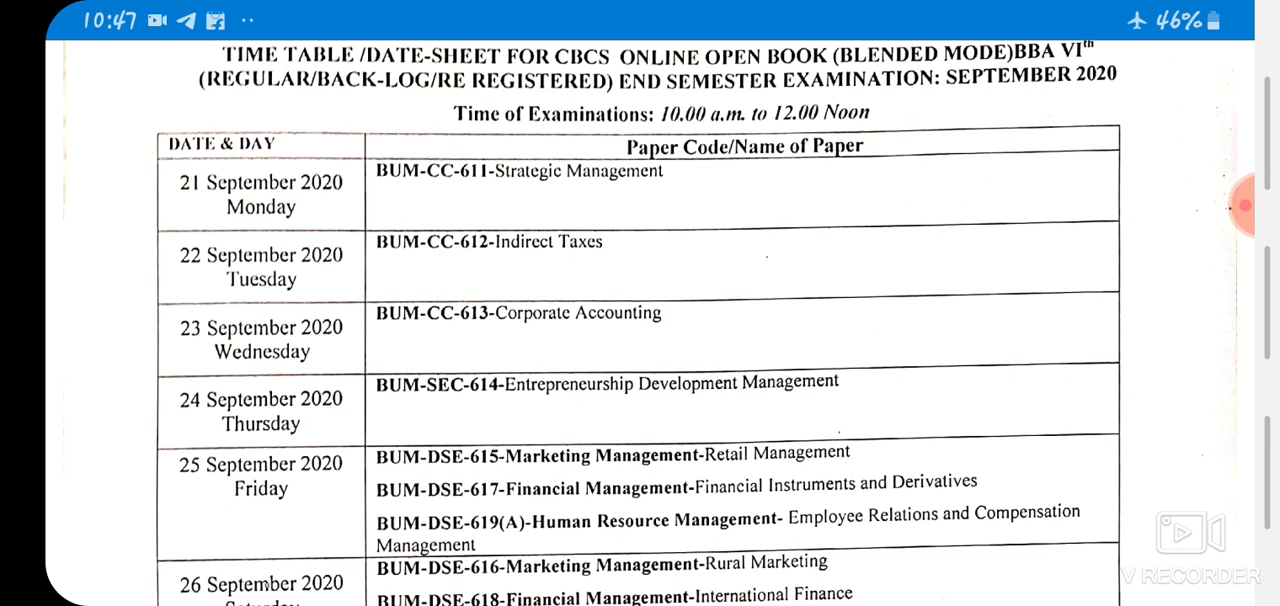 10:47
46%
TIME TABLE /DATE-SHEET FOR CBCS ONLINE OPEN BOOK (BLENDED MODE)BBA VIth
(REGULAR/BACK-LOG/RE REGISTERED) END SEMESTER EXAMINATION: SEPTEMBER 2020
Time of Examinations: 10.00 a.m. to 12.00 Noon
DATE & DAY
Paper Code/Name of Paper
21 September 2020
Monday
BUM-CC-611-Strategic Management
22 September 2020
Tuesday
BUM-CC-612-Indirect Taxes
23 September 2020
Wednesday
BUM-CC-613-Corporate Accounting
24 September 2020
Thursday
BUM-SEC-614-Entrepreneurship Development Management
25 September 2020
Friday
BUM-DSE-615-Marketing Management-Retail Management
BUM-DSE-617-Financial Management-Financial Instruments and Derivatives
BUM-DSE-619(A)-Human Resource Management- Employee Relations and Compensation
Management
26 September 2020
Saturday
BUM-DSE-616-Marketing Management-Rural Marketing
BUM-DSE-618-Financial Management-International Finance
V RECORDER